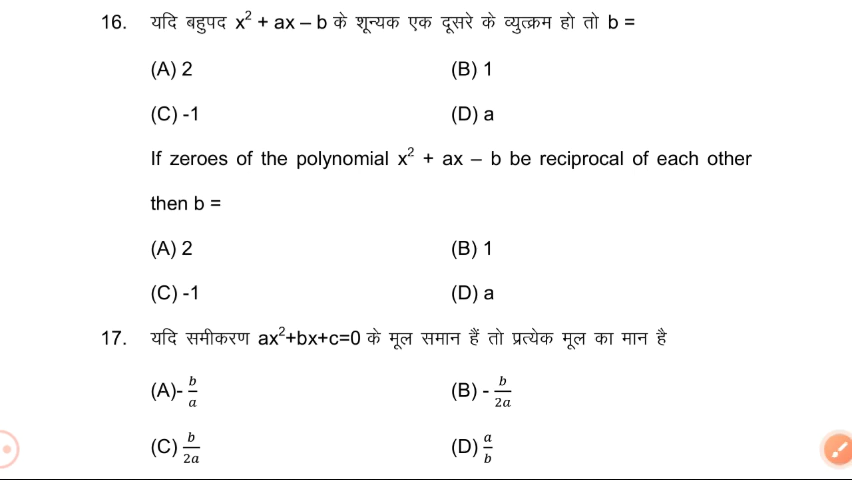 16. यदि बहुपद x² + ax – b के शून्यक एक दूसरे के व्युत्क्रम हो तो b =
(A) 2 (B) 1
(C) -1 (D) a
If zeroes of the polynomial x² + ax – b be reciprocal of each other
then b =
(A) 2 (B) 1
(C) -1 (D) a
17. यदि समीकरण ax²+bx+c=0 के मूल समान हैं तो प्रत्येक मूल का मान है
(A)- b/a (B) - b/2a
(C) b/2a (D) a/b